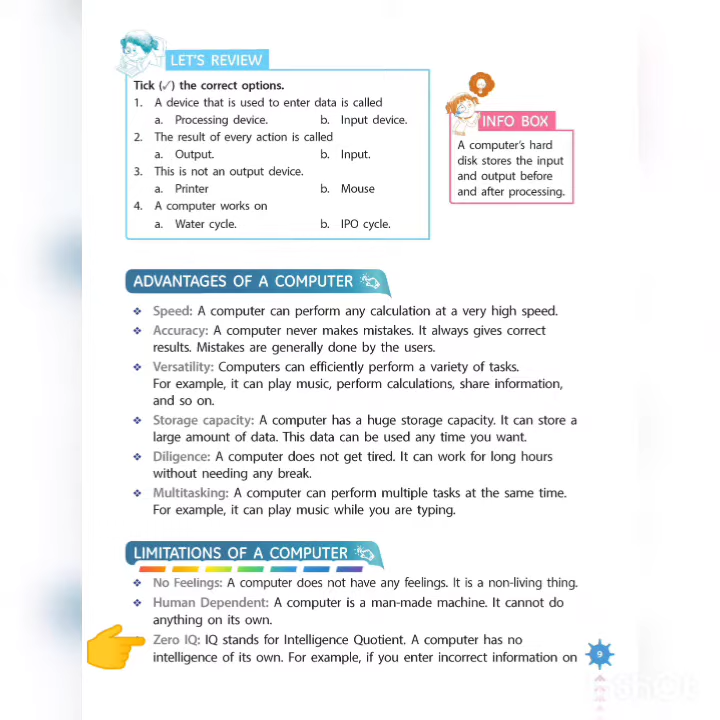 LET'S REVIEW
Tick (✓) the correct options.
1. A device that is used to enter data is called
a. Processing device. b. Input device.
2. The result of every action is called
a. Output. b. Input.
3. This is not an output device.
a. Printer b. Mouse
4. A computer works on
a. Water cycle. b. IPO cycle.
INFO BOX
A computer's hard
disk stores the input
and output before
and after processing.
ADVANTAGES OF A COMPUTER
❖ Speed: A computer can perform any calculation at a very high speed.
❖ Accuracy: A computer never makes mistakes. It always gives correct
results. Mistakes are generally done by the users.
❖ Versatility: Computers can efficiently perform a variety of tasks.
For example, it can play music, perform calculations, share information,
and so on.
❖ Storage capacity: A computer has a huge storage capacity. It can store a
large amount of data. This data can be used any time you want.
❖ Diligence: A computer does not get tired. It can work for long hours
without needing any break.
❖ Multitasking: A computer can perform multiple tasks at the same time.
For example, it can play music while you are typing.
LIMITATIONS OF A COMPUTER
❖ No Feelings: A computer does not have any feelings. It is a non-living thing.
❖ Human Dependent: A computer is a man-made machine. It cannot do
anything on its own.
Zero IQ: IQ stands for Intelligence Quotient. A computer has no
intelligence of its own. For example, if you enter incorrect information on
9